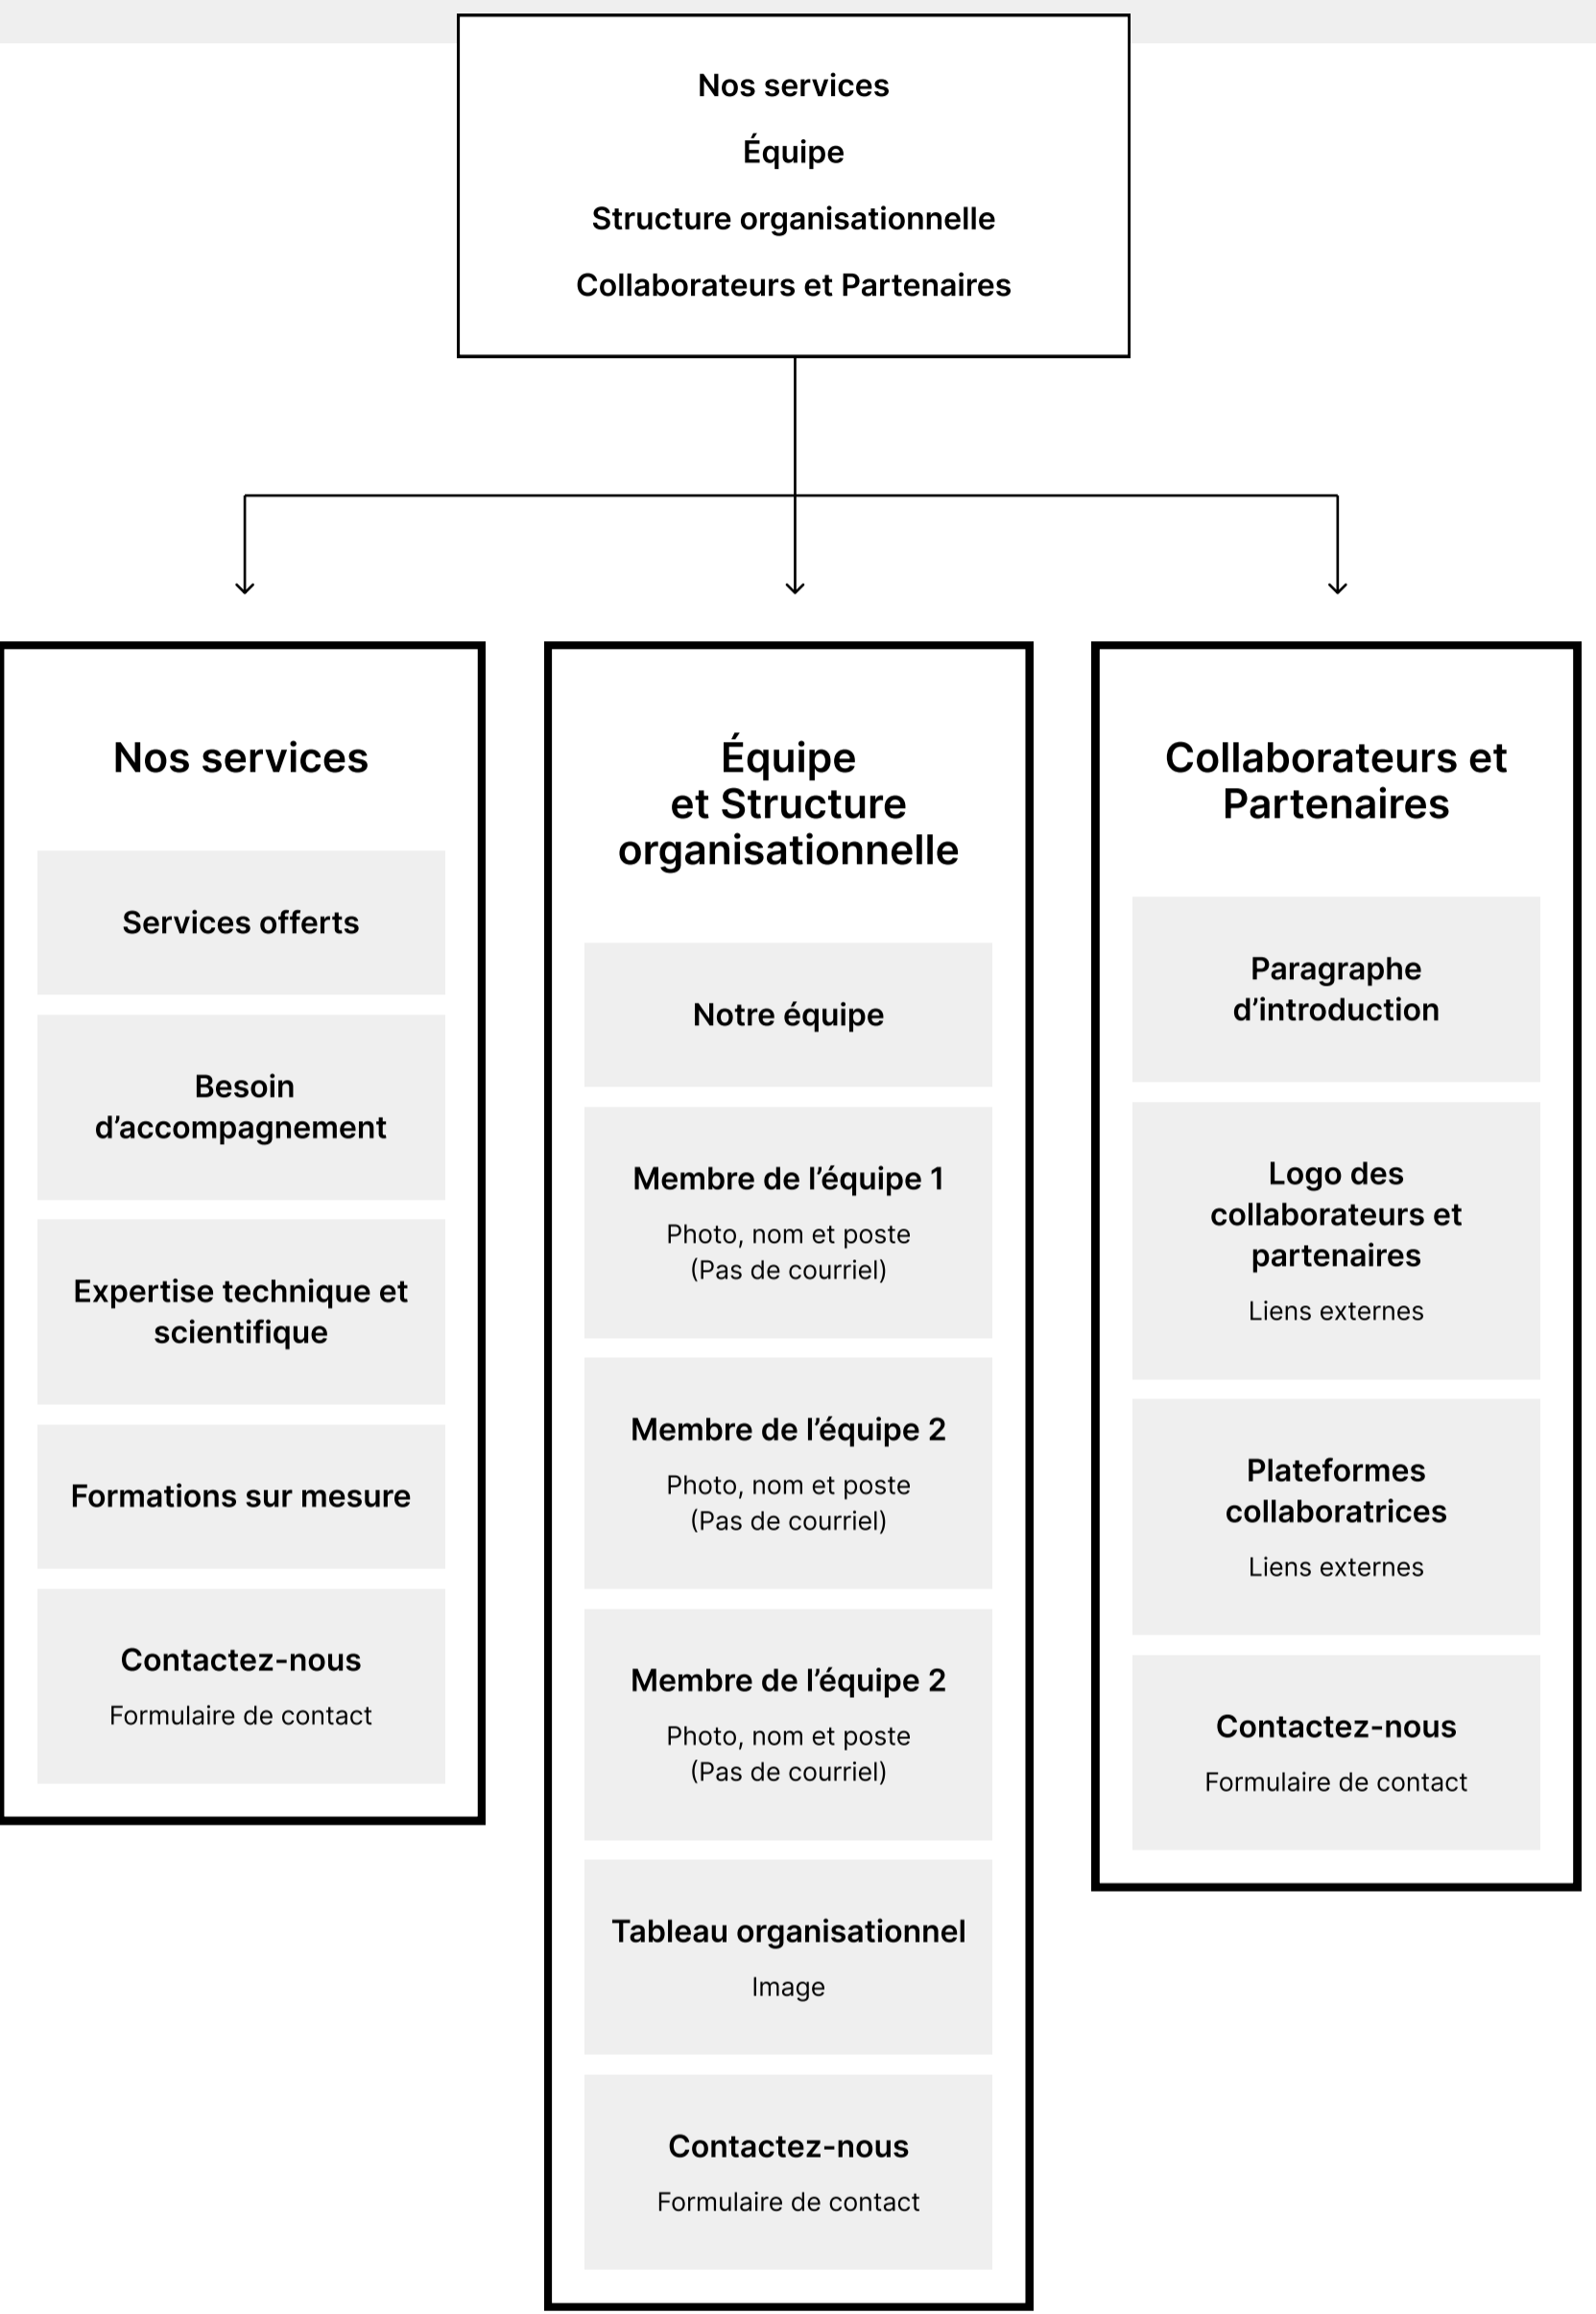 Nos services
Équipe
Structure organisationnelle
Collaborateurs et Partenaires
Nos services
Services offerts
Besoin
d’accompagnement
Expertise technique et
scientifique
Formations sur mesure
Contactez-nous
Formulaire de contact
Équipe
et Structure
organisationnelle
Notre équipe
Membre de l’équipe 1
Photo, nom et poste
(Pas de courriel)
Membre de l’équipe 2
Photo, nom et poste
(Pas de courriel)
Membre de l’équipe 2
Photo, nom et poste
(Pas de courriel)
Tableau organisationnel
Image
Contactez-nous
Formulaire de contact
Collaborateurs et
Partenaires
Paragraphe
d’introduction
Logo des
collaborateurs et
partenaires
Liens externes
Plateformes
collaboratrices
Liens externes
Contactez-nous
Formulaire de contact